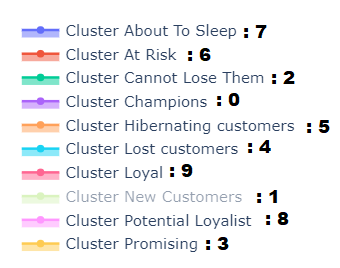 Cluster About To Sleep : 7
Cluster At Risk : 6
Cluster Cannot Lose Them : 2
Cluster Champions : 0
Cluster Hibernating customers : 5
Cluster Lost customers : 4
Cluster Loyal : 9
Cluster New Customers : 1
Cluster Potential Loyalist : 8
Cluster Promising : 3